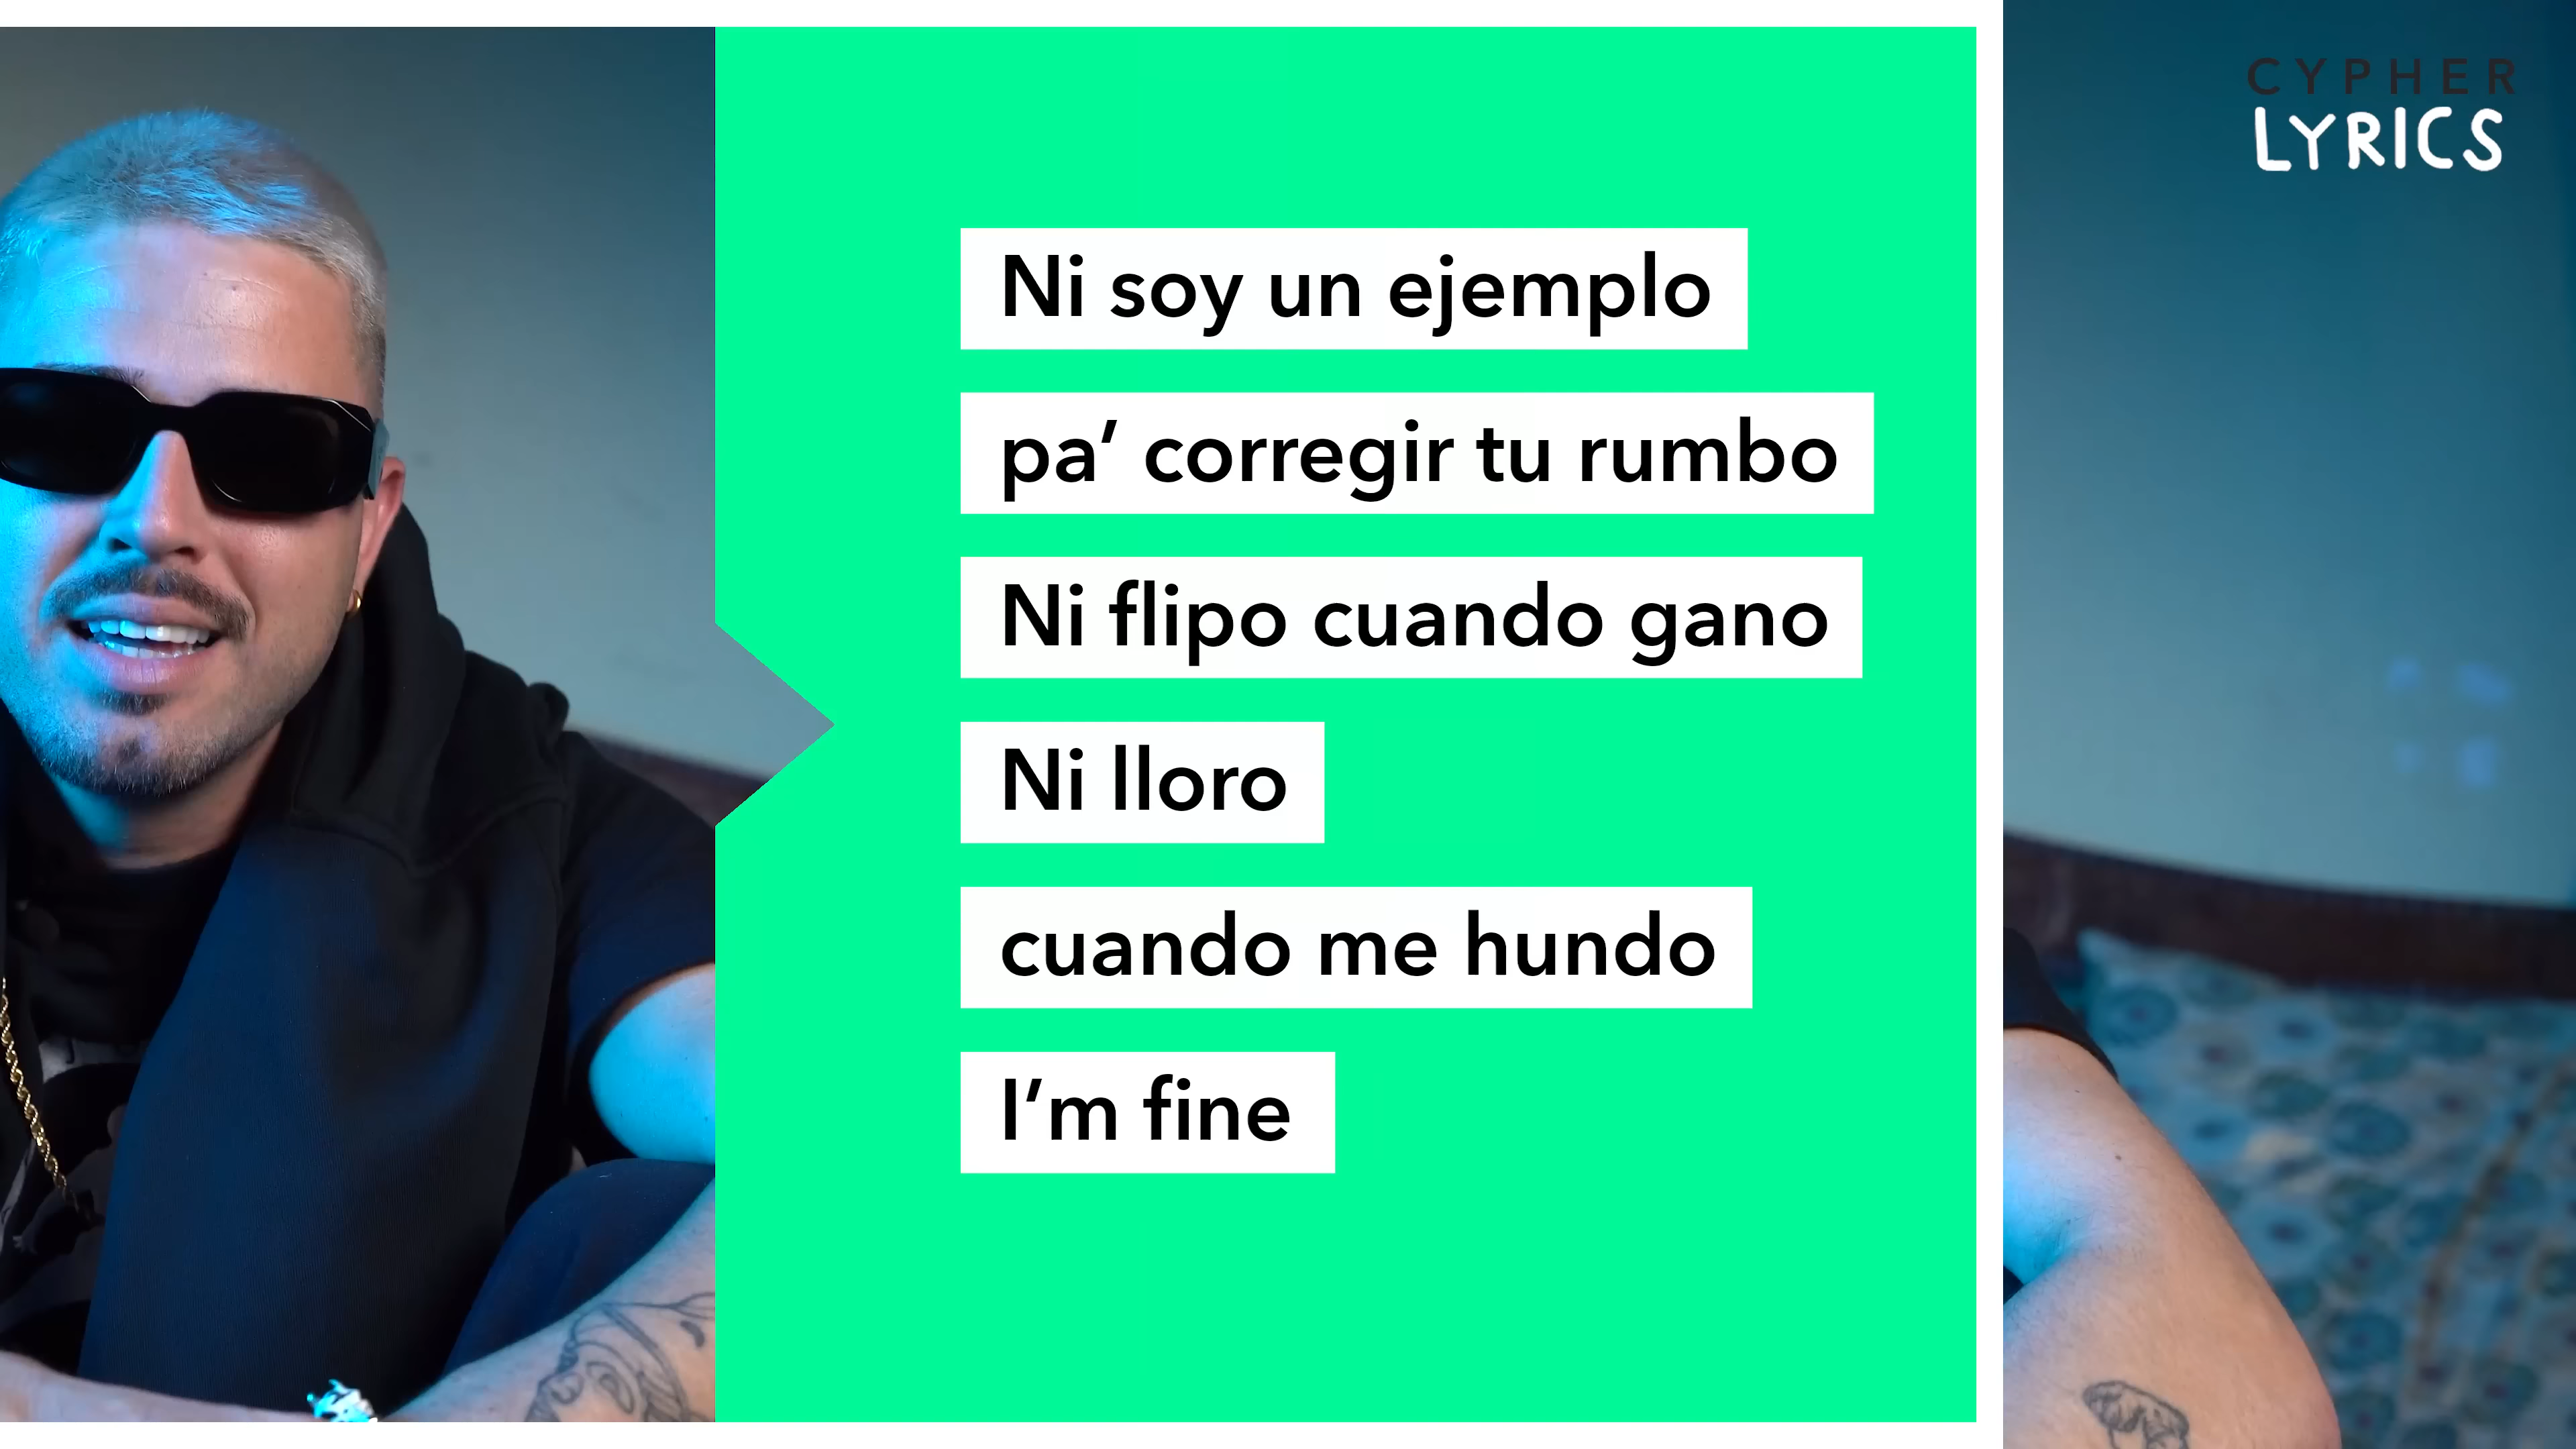 CYPHER
LYRICS
Ni soy un ejemplo
pa’ corregir tu rumbo
Ni flipo cuando gano
Ni lloro
cuando me hundo
I’m fine